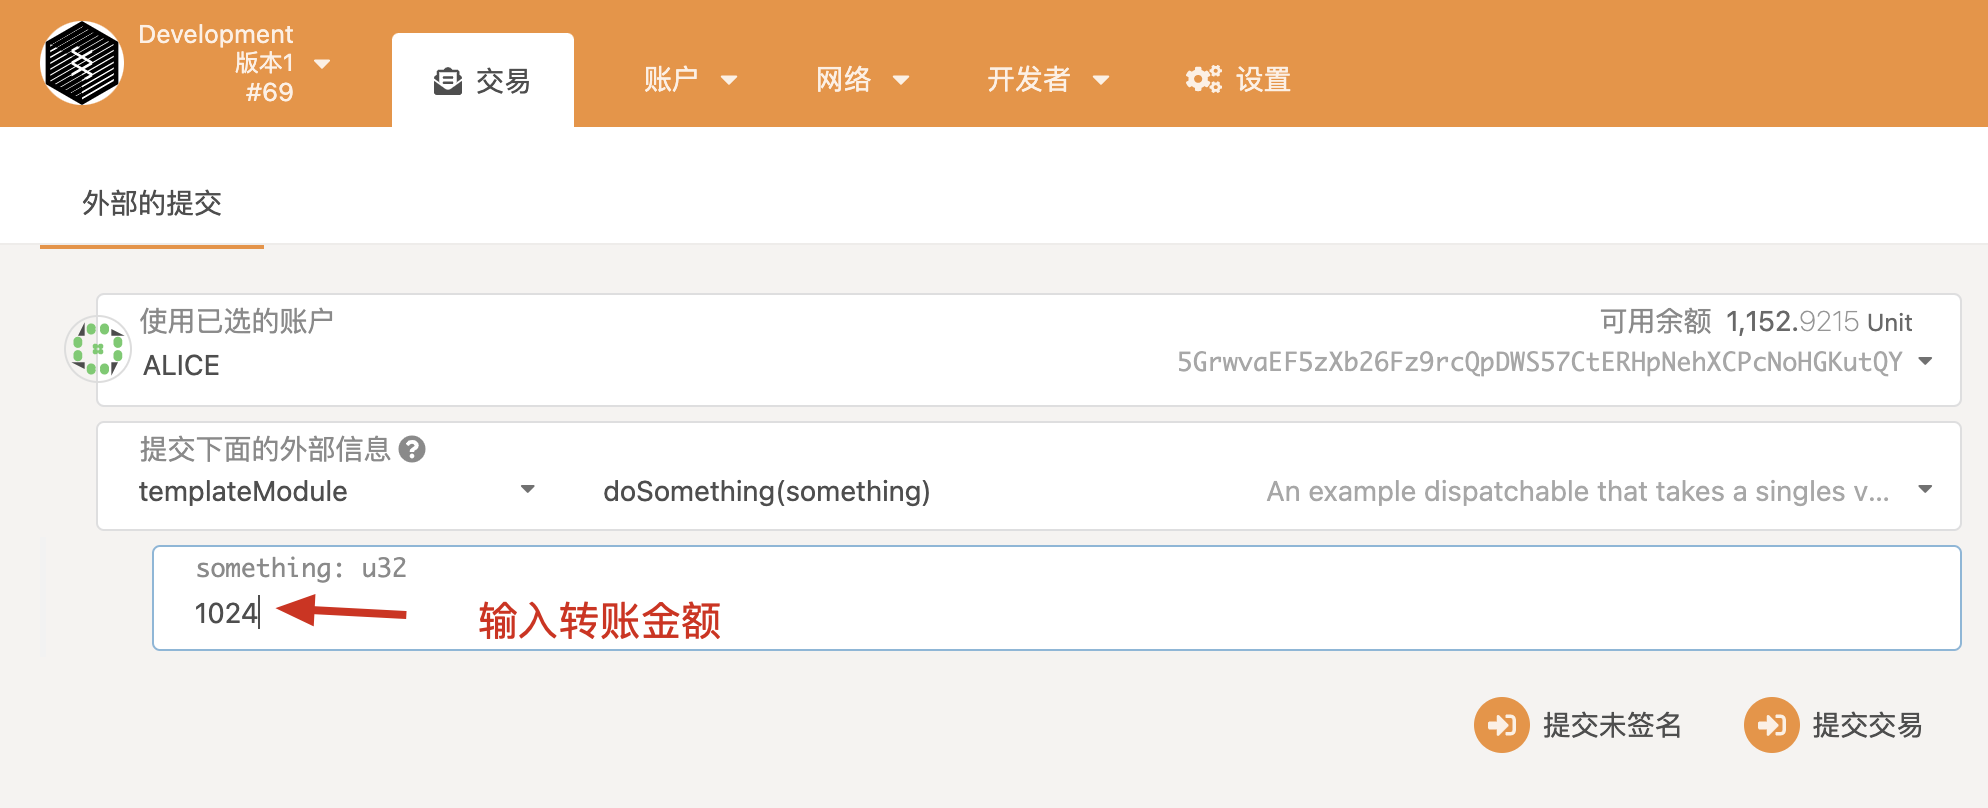 Development
版本1
#69
交易
账户
网络
开发者
设置
外部的提交
使用已选的账户
可用余额 1,152.9215 Unit
ALICE
5GrwvaEF5zXb26Fz9rcQpDWS57CtERHpNehXCPcNoHGKutQY
提交下面的外部信息
templateModule
doSomething(something)
An example dispatchable that takes a singles v...
something: u32
1024
输入转账金额
提交未签名
提交交易